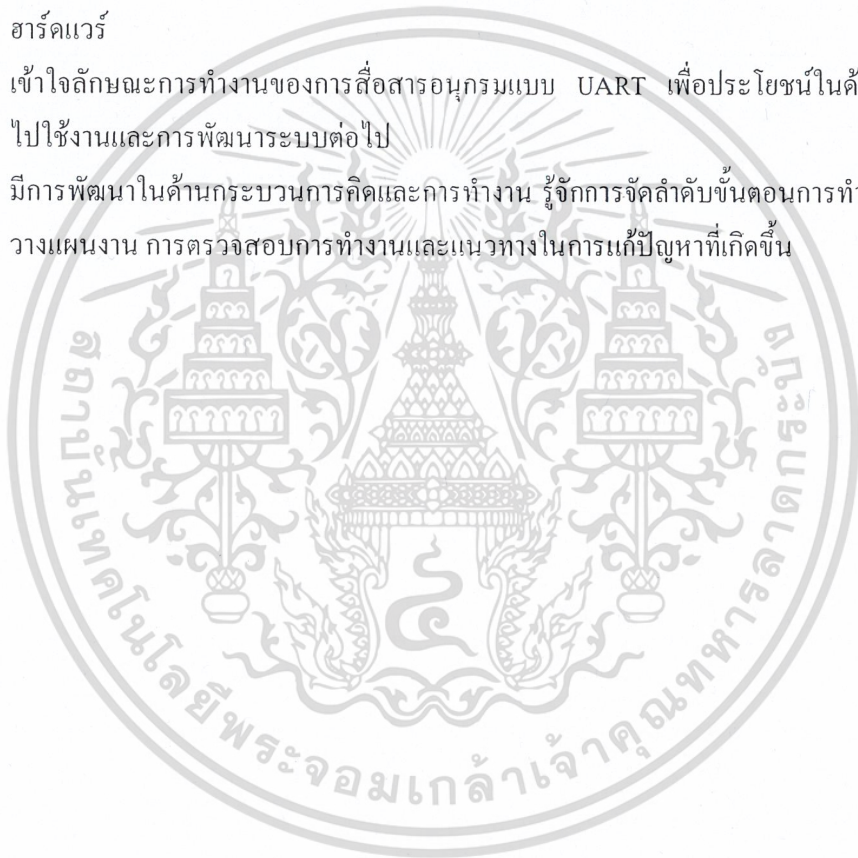 ฮาร์ดแวร์
เข้าใจลักษณะการทำงานของการสื่อสารอนุกรมแบบ UART เพื่อประโยชน์ในด้
ไปใช้งานและการพัฒนาระบบต่อไป
มีการพัฒนาในด้านกระบวนการคิดและการทำงาน รู้จักการจัดลำดับขั้นตอนการทำ
วางแผนงาน การตรวจสอบการทำงานและแนวทางในการแก้ปัญหาที่เกิดขึ้น
สถาบันเทคโนโลยีพระจอมเกล้าเจ้าคุณทหารลาดกระบัง